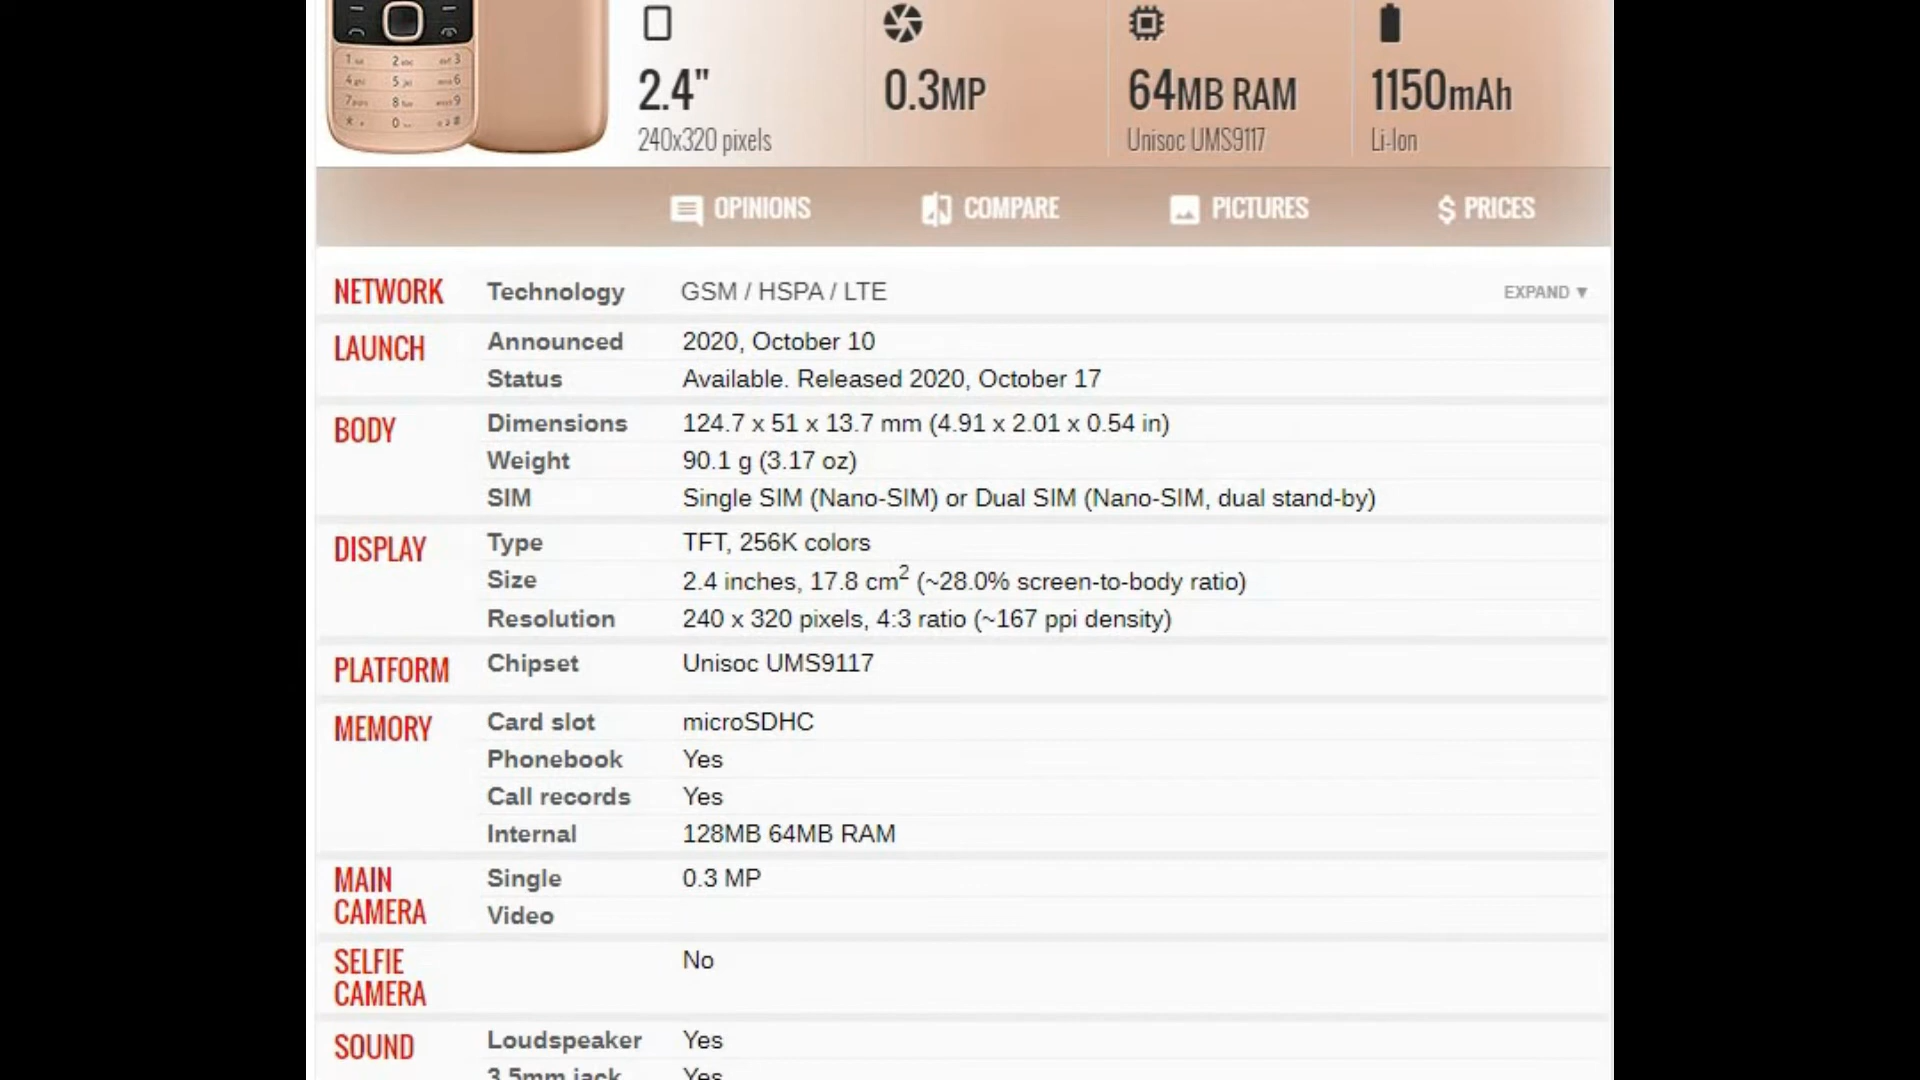 2.4"
0.3MP
64MB RAM
1150mAh
240x320 pixels
Unisoc UMS9117
Li-Ion
OPINIONS
COMPARE
PICTURES
$ PRICES
NETWORK Technology GSM / HSPA / LTE EXPAND ▼
LAUNCH Announced 2020, October 10
Status Available. Released 2020, October 17
BODY Dimensions 124.7 x 51 x 13.7 mm (4.91 x 2.01 x 0.54 in)
Weight 90.1 g (3.17 oz)
SIM Single SIM (Nano-SIM) or Dual SIM (Nano-SIM, dual stand-by)
DISPLAY Type TFT, 256K colors
Size 2.4 inches, 17.8 cm2 (~28.0% screen-to-body ratio)
Resolution 240 x 320 pixels, 4:3 ratio (~167 ppi density)
PLATFORM Chipset Unisoc UMS9117
MEMORY Card slot microSDHC
Phonebook Yes
Call records Yes
Internal 128MB 64MB RAM
MAIN CAMERA Single 0.3 MP
Video
SELFIE CAMERA No
SOUND Loudspeaker Yes
3.5mm jack Yes